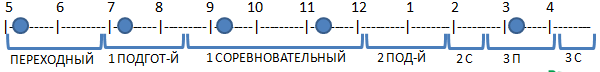 5 6 7 8 9 10 11 12 1 2 3 4
ПЕРЕХОДНЫЙ 1 ПОДГОТ-Й 1 СОРЕВНОВАТЕЛЬНЫЙ 2 ПОД-Й 2 С 3 П 3 С